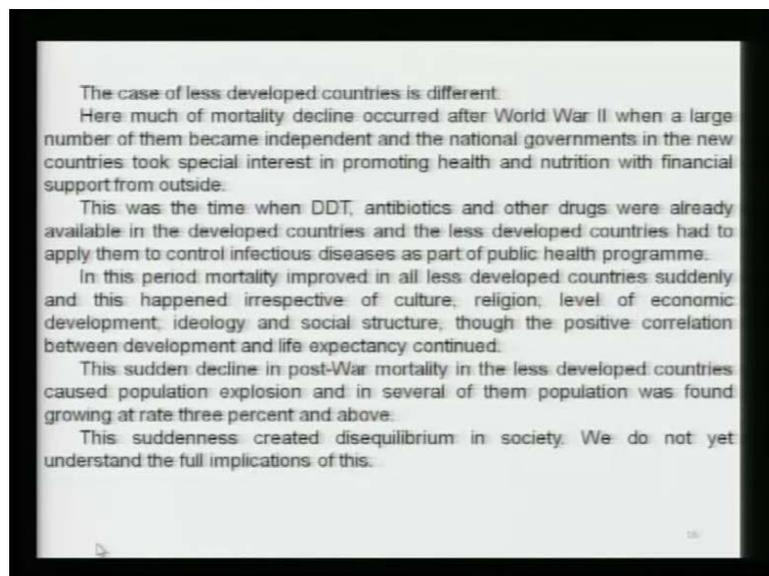 The case of less developed countries is different.
Here much of mortality decline occurred after World War II when a large
number of them became independent and the national governments in the new
countries took special interest in promoting health and nutrition with financial
support from outside.
This was the time when DDT, antibiotics and other drugs were already
available in the developed countries and the less developed countries had to
apply them to control infectious diseases as part of public health programme.
In this period mortality improved in all less developed countries suddenly
and this happened irrespective of culture, religion, level of economic
development, ideology and social structure, though the positive correlation
between development and life expectancy continued.
This sudden decline in post-War mortality in the less developed countries
caused population explosion and in several of them population was found
growing at rate three percent and above.
This suddenness created disequilibrium in society. We do not yet
understand the full implications of this.